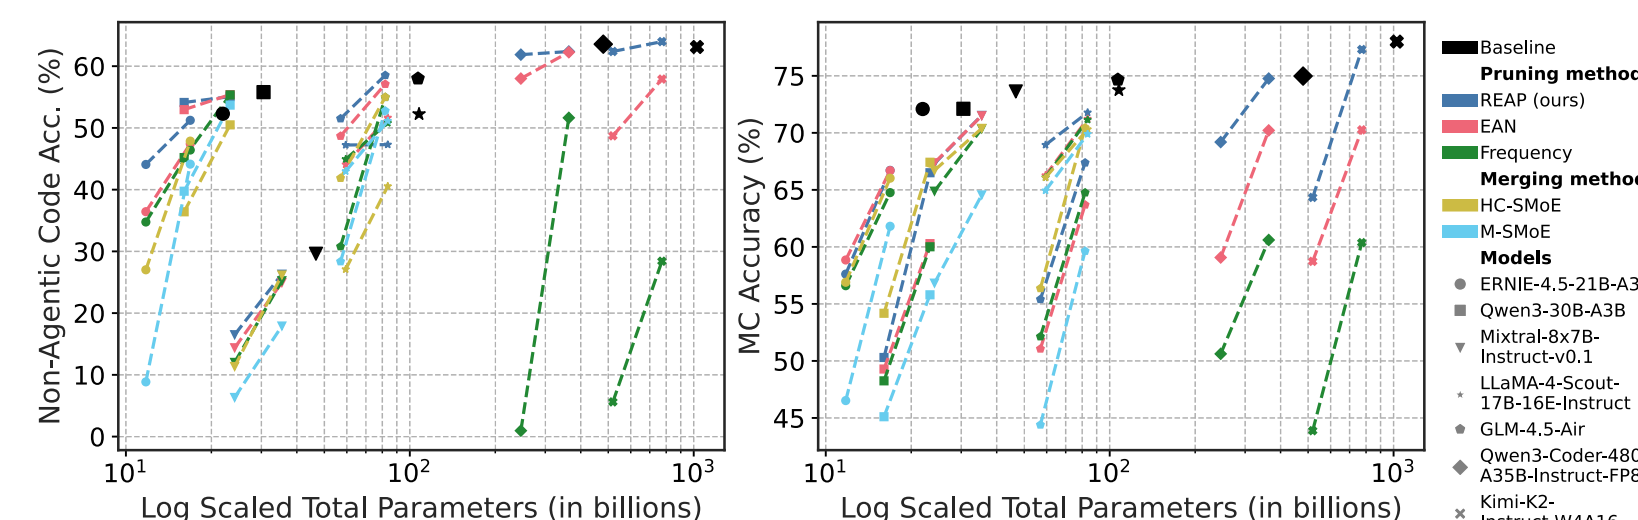 Non-Agentic Code Acc. (%)
60
50
40
30
20
10
0
10¹
10²
10³
Log Scaled Total Parameters (in billions)
MC Accuracy (%)
75
70
65
60
55
50
45
10¹
10²
10³
Log Scaled Total Parameters (in billions)
Baseline
Pruning method
REAP (ours)
EAN
Frequency
Merging method
HC-SMoE
M-SMoE
Models
ERNIE-4.5-21B-A3
Qwen3-30B-A3B
Mixtral-8x7B-
Instruct-v0.1
LLaMA-4-Scout-
17B-16E-Instruct
GLM-4.5-Air
Qwen3-Coder-480
A35B-Instruct-FP8
Kimi-K2-
Instruct-W4A16